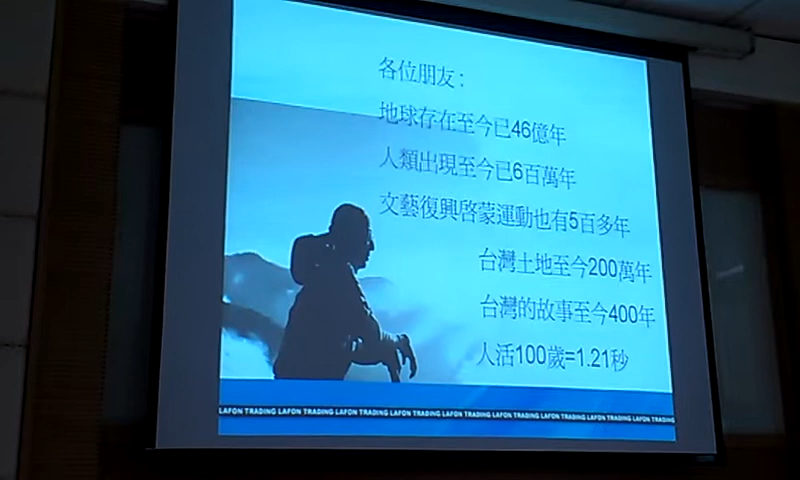 各位朋友：
地球存在至今已46億年
人類出現至今已6百萬年
文藝復興啓蒙運動也有5百多年
台灣土地至今200萬年
台灣的故事至今400年
人活100歲=1.21秒
LAFON TRADING LAFON TRADING LAFON TRADING LAFON TRADING LAFON TRADING LAFON TRADING LAFON TRADING LAFON TRADING